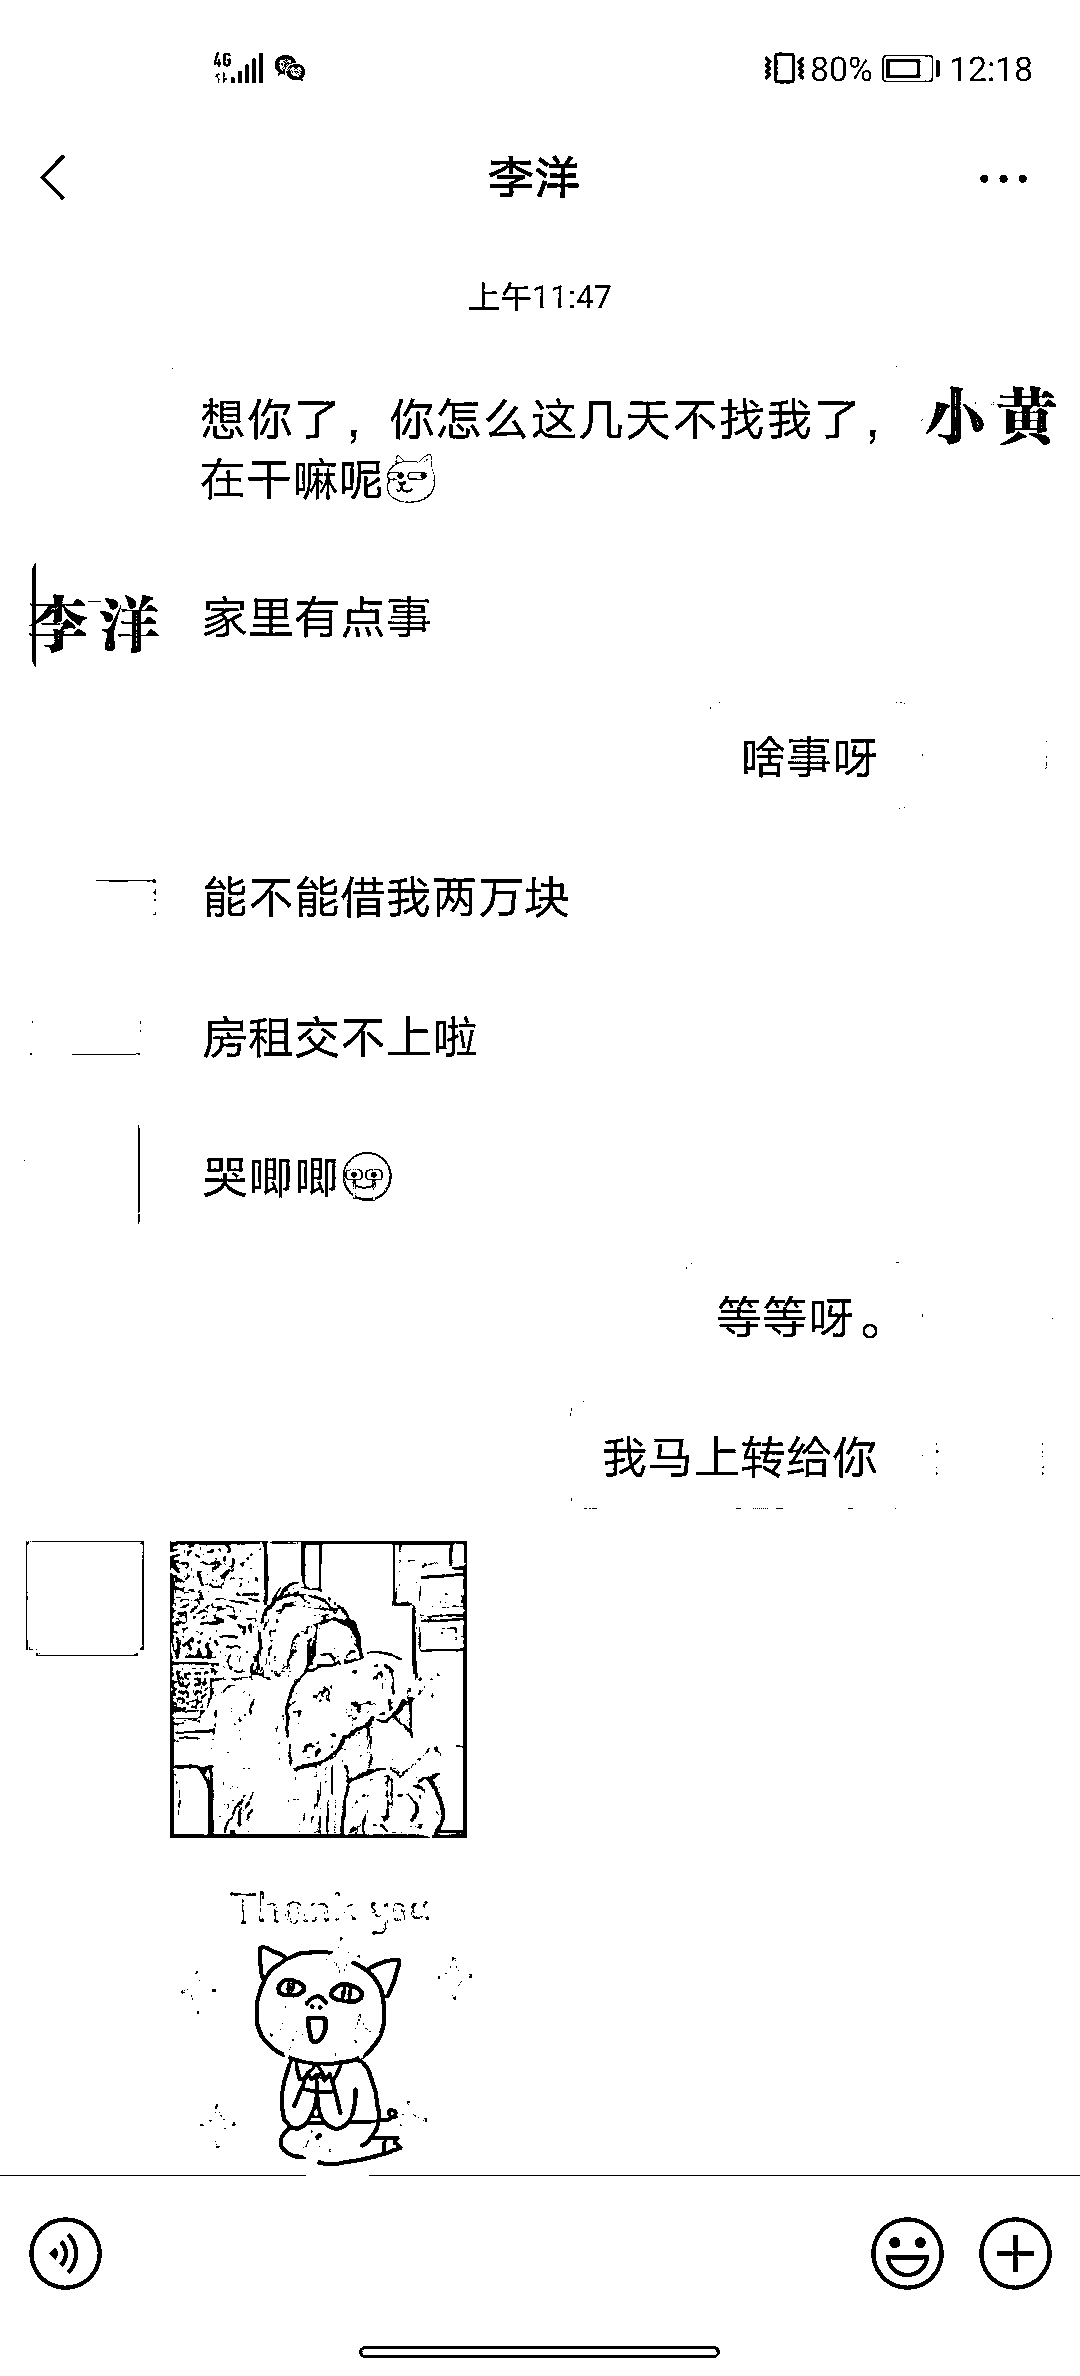 4G 80% 12:18
李洋
上午11:47
想你了，你怎么这几天不找我了，
在干嘛呢
小黄
李洋
家里有点事
啥事呀
能不能借我两万块
房租交不上啦
哭唧唧
等等呀。
我马上转给你
Thank you